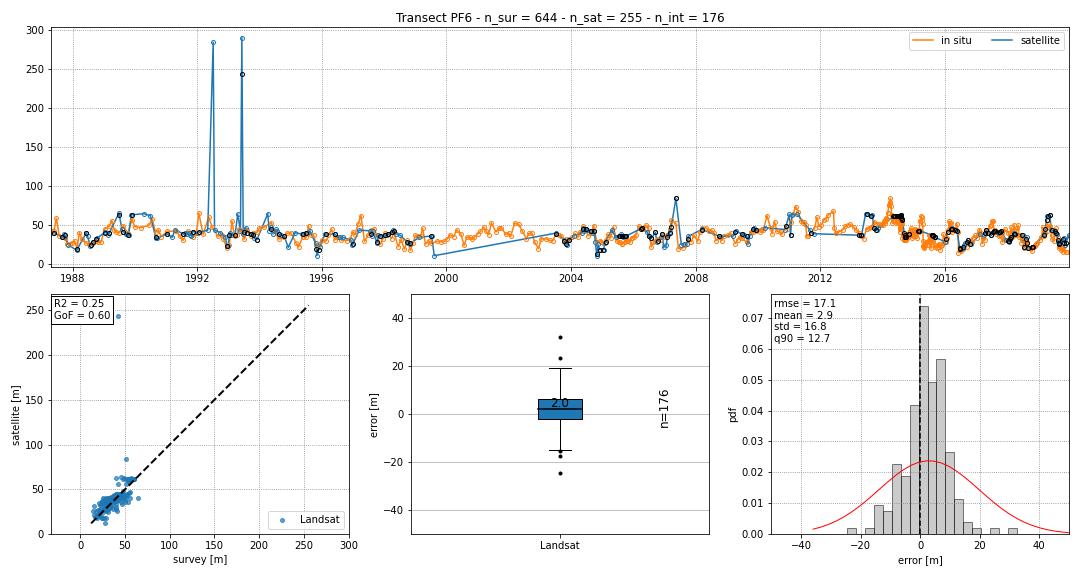 Transect PF6 - n_sur = 644 - n_sat = 255 - n_int = 176
in situ satellite
300
250
200
150
100
50
0
1988 1992 1996 2000 2004 2008 2012 2016
R2 = 0.25
GoF = 0.60
satellite [m]
250
200
150
100
50
0
Landsat
0 50 100 150 200 250 300
survey [m]
error [m]
40
20
0
−20
−40
2.0
n=176
Landsat
rmse = 17.1
mean = 2.9
std = 16.8
q90 = 12.7
pdf
0.07
0.06
0.05
0.04
0.03
0.02
0.01
0.00
−40 −20 0 20 40
error [m]